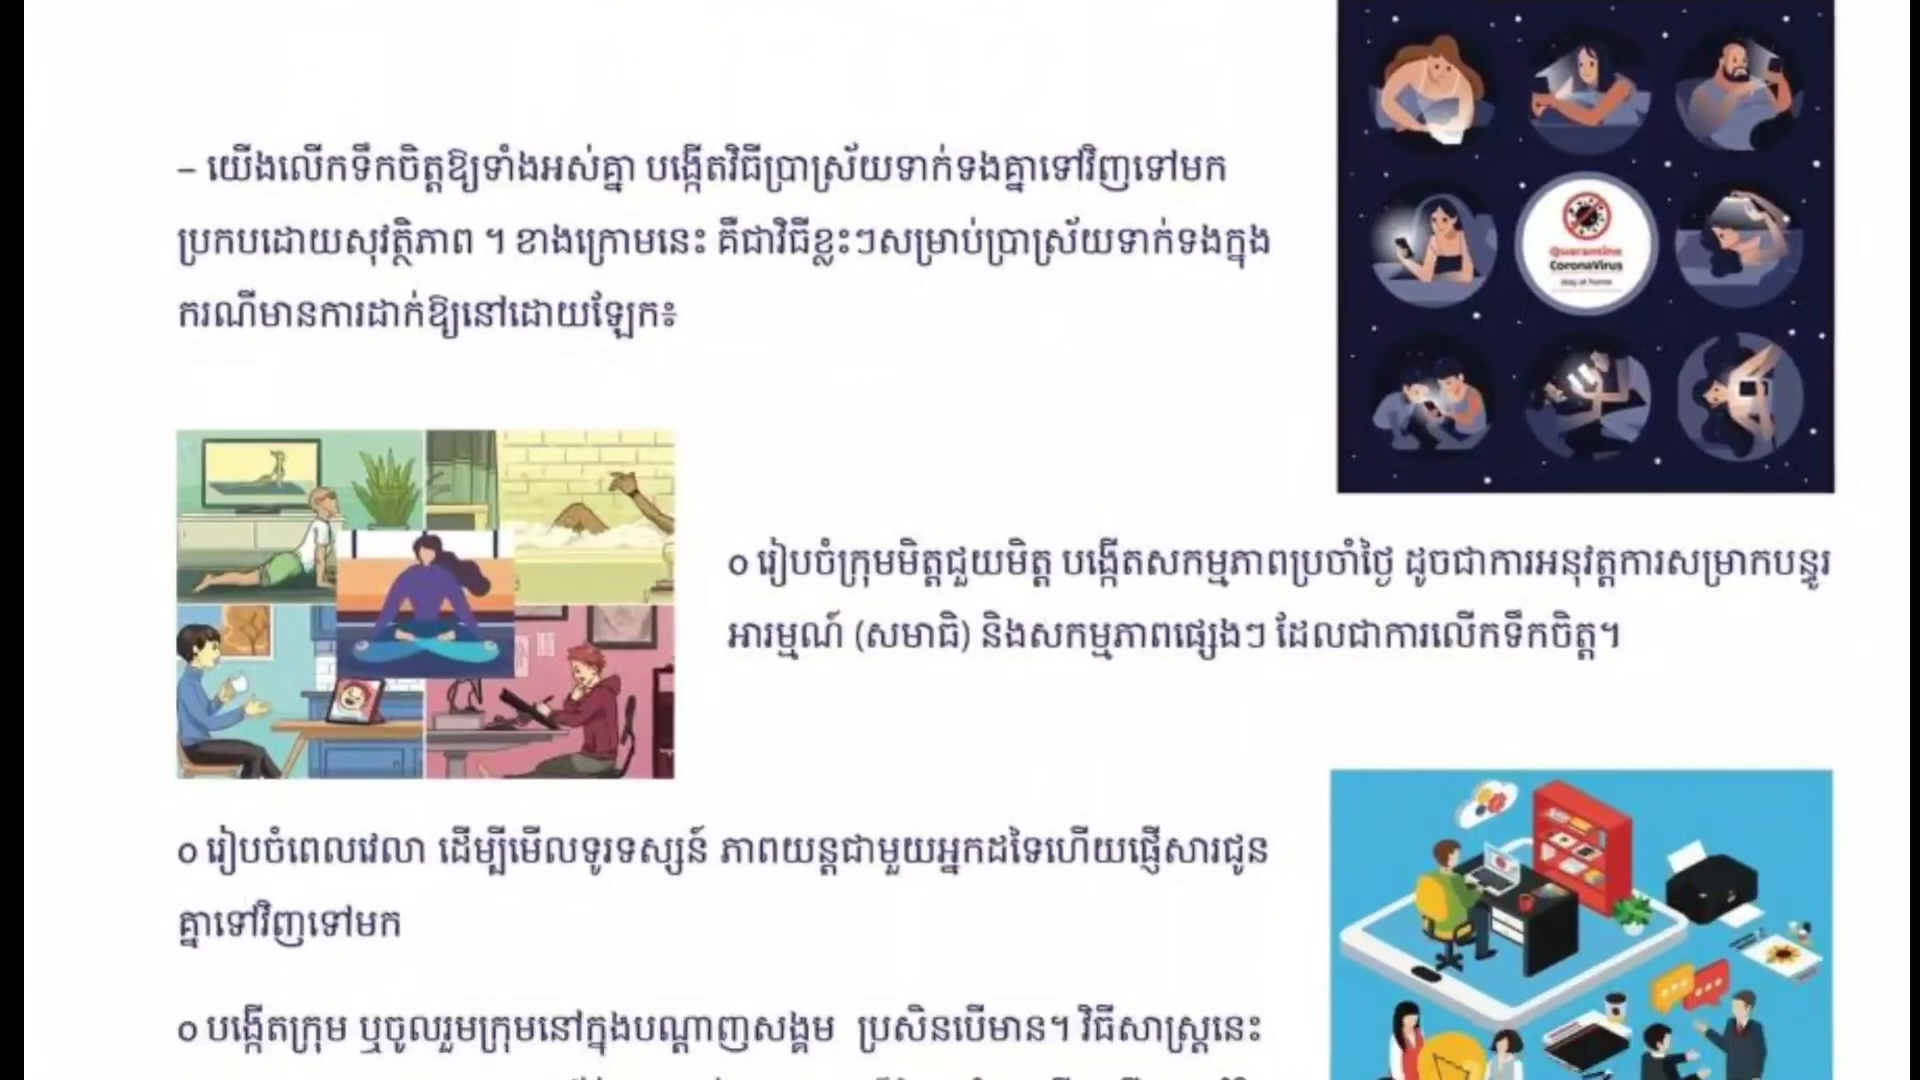 – យើងលើកទឹកចិត្តឱ្យទាំងអស់គ្នា បង្កើតវិធីប្រាស្រ័យទាក់ទងគ្នាទៅវិញទៅមក
ប្រកបដោយសុវត្ថិភាព ។ ខាងក្រោមនេះ គឺជាវិធីខ្លះៗសម្រាប់ប្រាស្រ័យទាក់ទងក្នុង
ករណីមានការដាក់ឱ្យនៅដោយឡែក៖
Quarantine
CoronaVirus
stay at home
o រៀបចំក្រុមមិត្តជួយមិត្ត បង្កើតសកម្មភាពប្រចាំថ្ងៃ ដូចជាការអនុវត្តការសម្រាកបន្ធូរ
អារម្មណ៍ (សមាធិ) និងសកម្មភាពផ្សេងៗ ដែលជាការលើកទឹកចិត្ត។
o រៀបចំពេលវេលា ដើម្បីមើលទូរទស្សន៍ ភាពយន្តជាមួយអ្នកដទៃហើយផ្ញើសារជូន
គ្នាទៅវិញទៅមក
o បង្កើតក្រុម ឬចូលរួមក្រុមនៅក្នុងបណ្តាញសង្គម ប្រសិនបើមាន។ វិធីសាស្ត្រនេះ